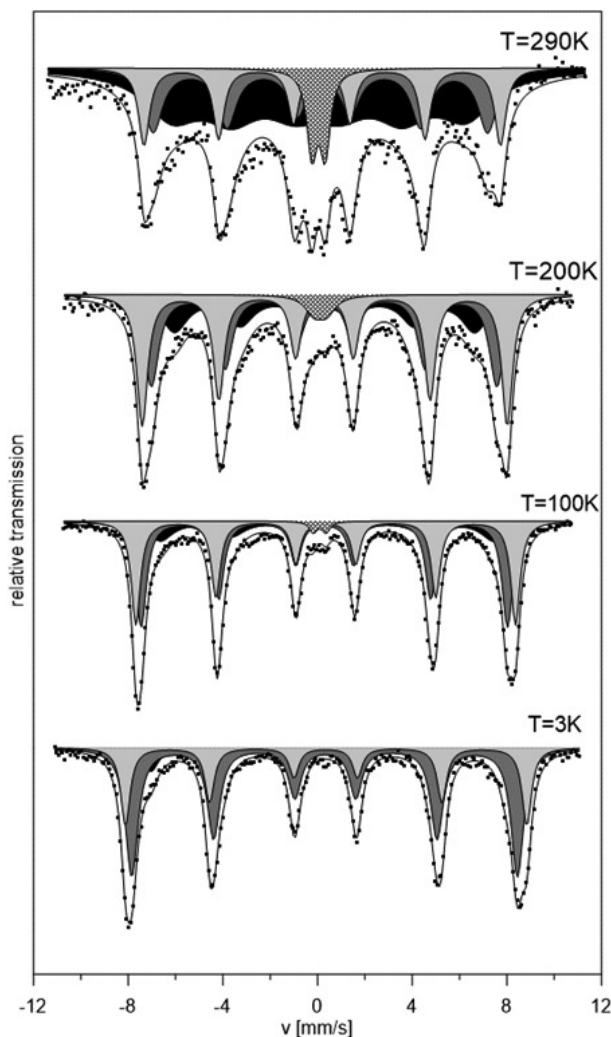 T=290K
T=200K
T=100K
T=3K
relative transmission
-12 -8 -4 0 4 8 12
v [mm/s]